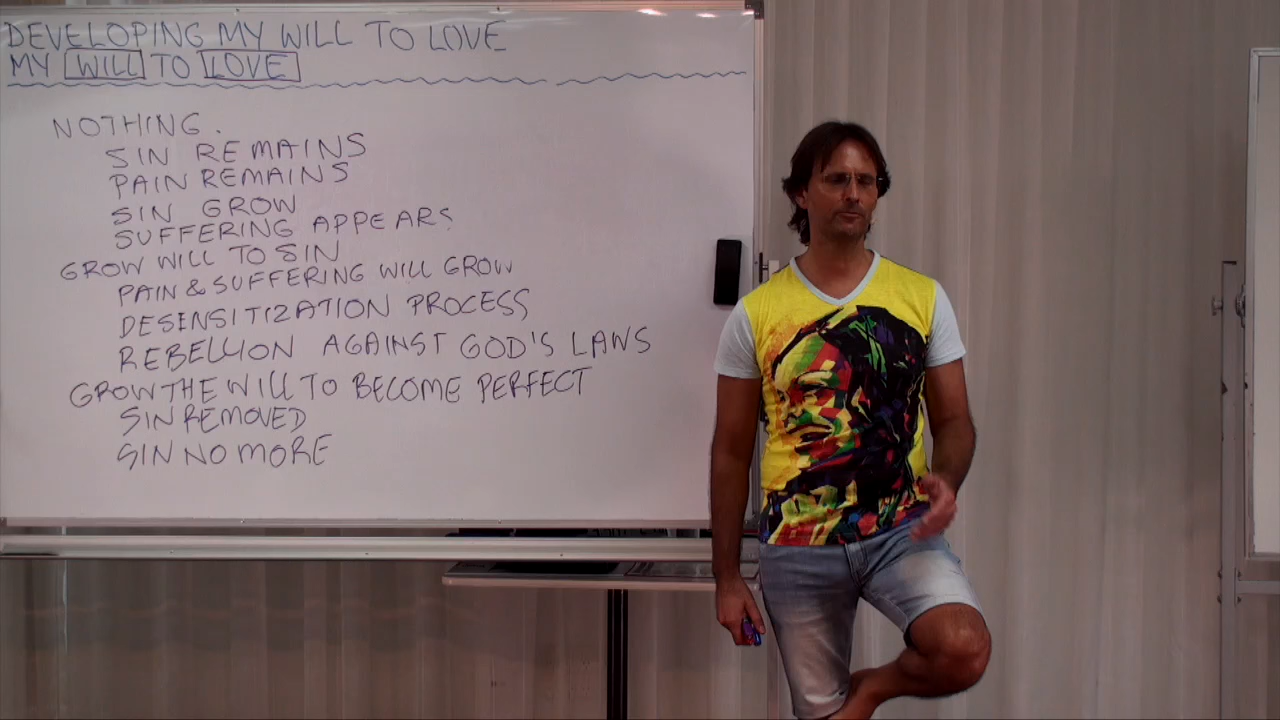 DEVELOPING MY WILL TO LOVE
MY WILL TO LOVE
NOTHING.
SIN REMAINS
PAIN REMAINS
SIN GROW
SUFFERING APPEARS
GROW WILL TO SIN
PAIN & SUFFERING WILL GROW
DESENSITIZATION PROCESS
REBELLION AGAINST GOD'S LAWS
GROW THE WILL TO BECOME PERFECT
SIN REMOVED
SIN NO MORE